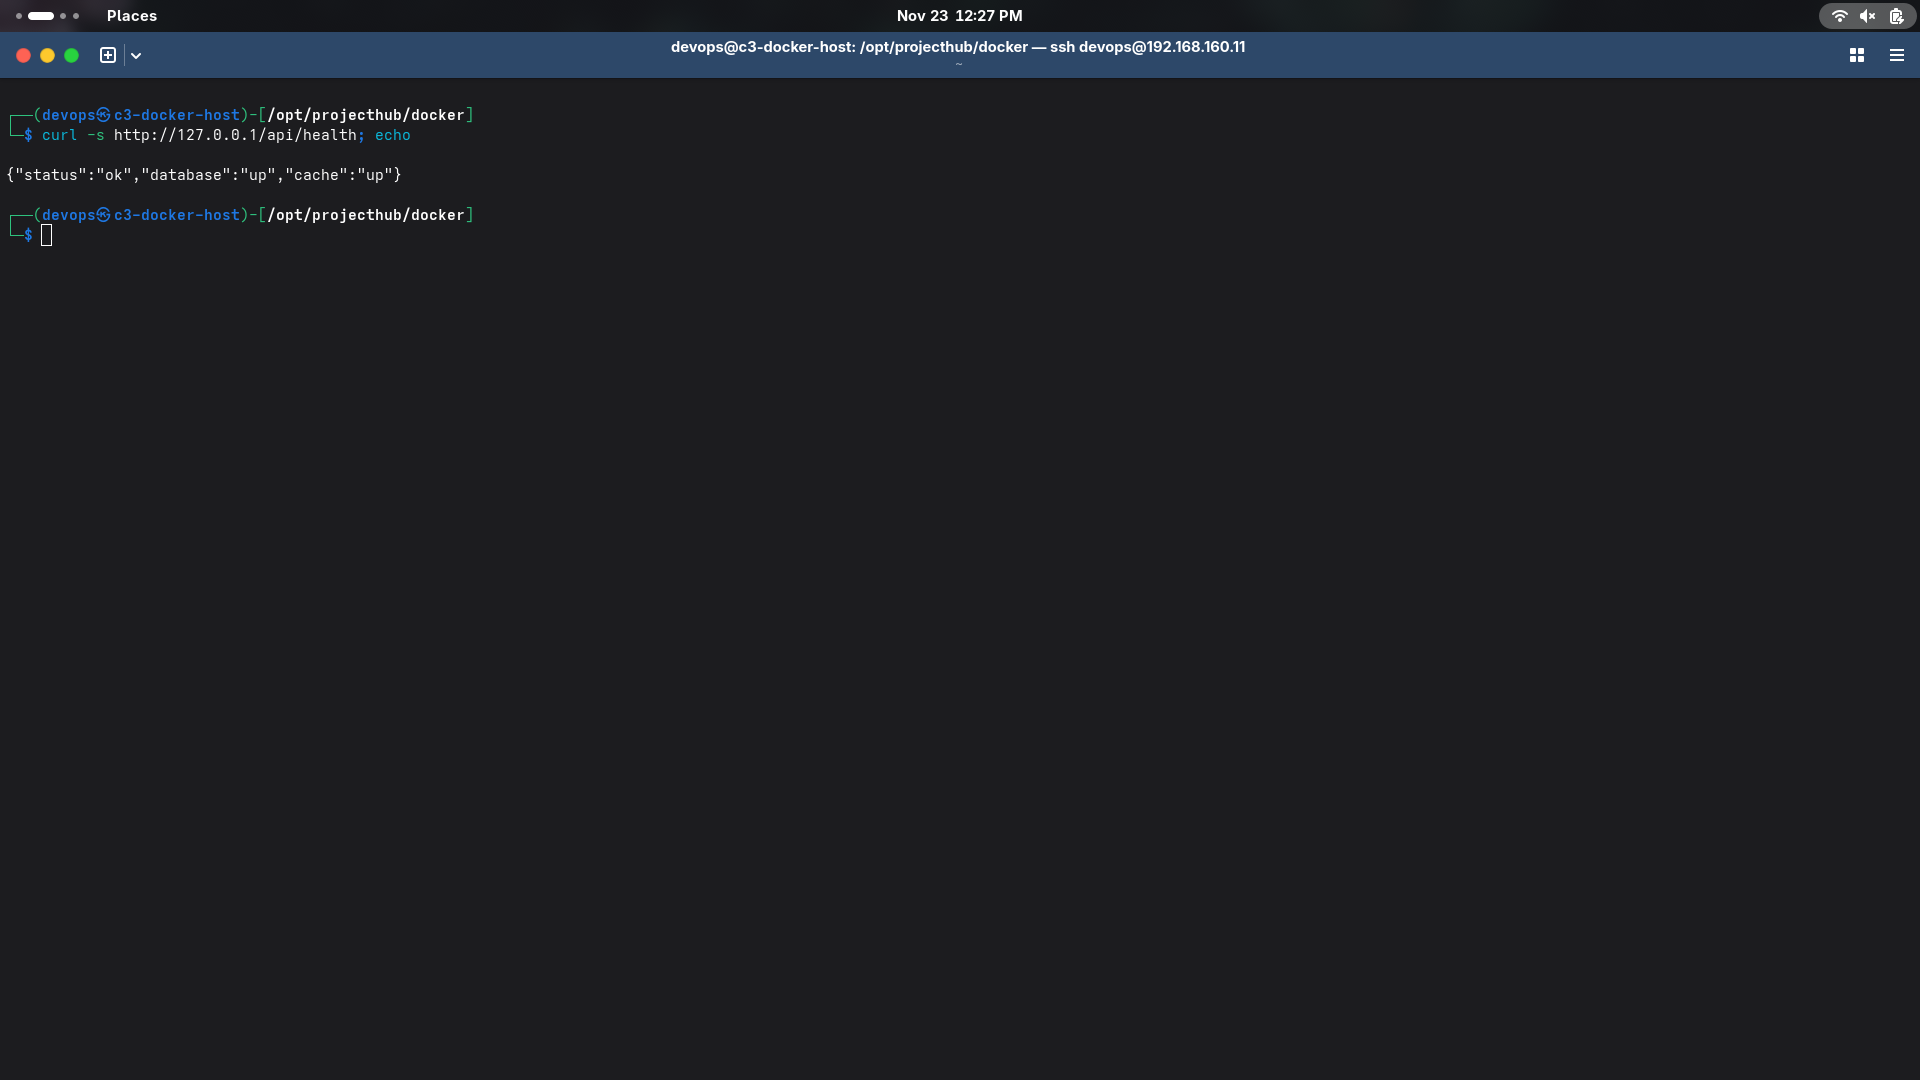 Places
Nov 23 12:27 PM
devops@c3-docker-host: /opt/projecthub/docker — ssh devops@192.168.160.11
~
┌──(devops㉿c3-docker-host)-[/opt/projecthub/docker]
└─$ curl -s http://127.0.0.1/api/health; echo
{"status":"ok","database":"up","cache":"up"}
┌──(devops㉿c3-docker-host)-[/opt/projecthub/docker]
└─$